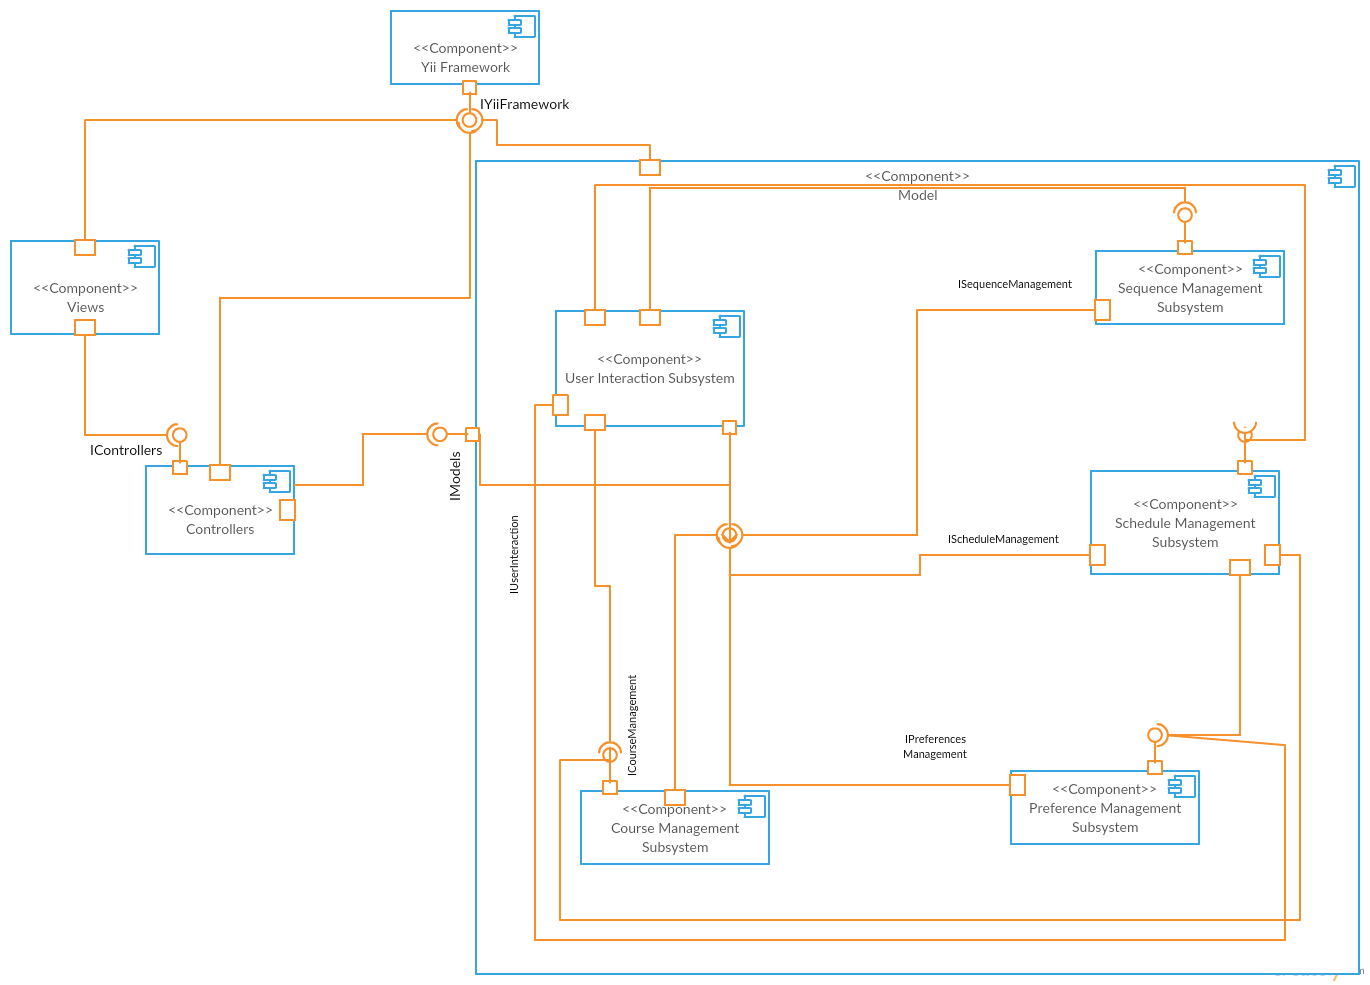 <<Component>>
Yii Framework
IYiiFramework
<<Component>>
Model
<<Component>>
Views
<<Component>>
Sequence Management
Subsystem
ISequenceManagement
<<Component>>
User Interaction Subsystem
IControllers
IModels
<<Component>>
Controllers
<<Component>>
Schedule Management
Subsystem
IScheduleManagement
IUserInteraction
ICourseManagement
IPreferences
Management
<<Component>>
Course Management
Subsystem
<<Component>>
Preference Management
Subsystem